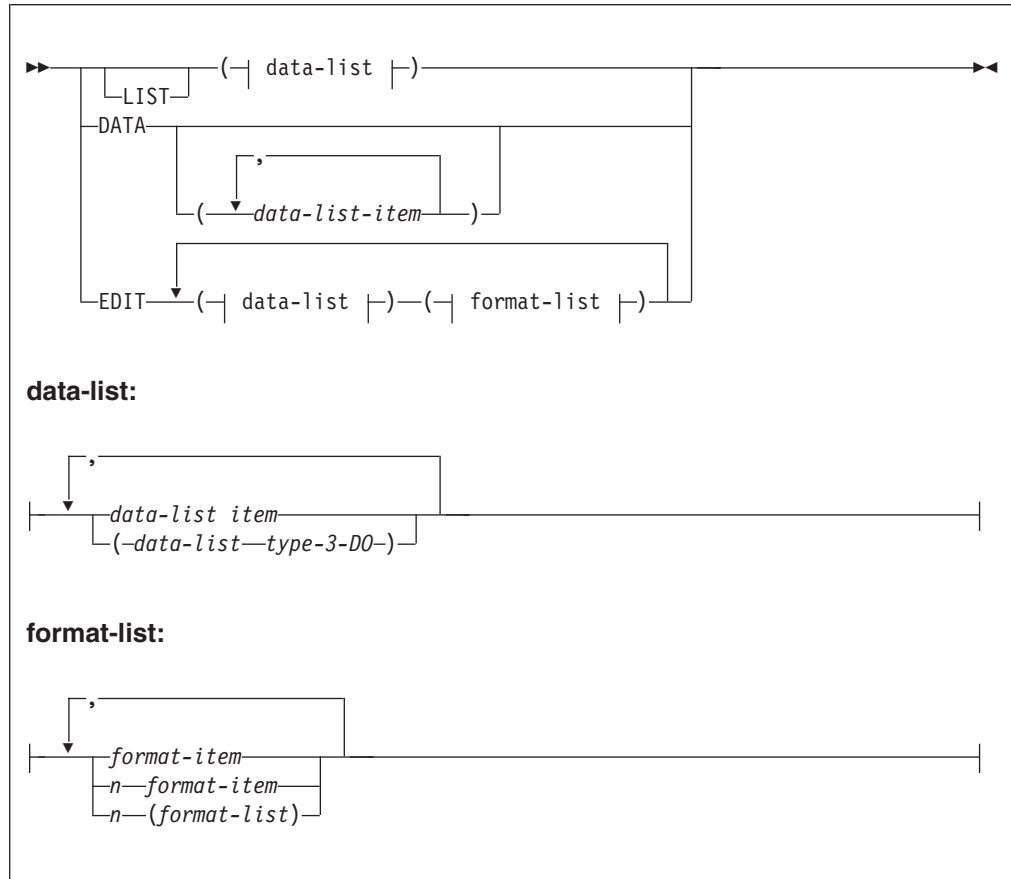 ( data-list )
LIST
DATA
,
( data-list-item )
EDIT ( data-list ) ( format-list )
data-list:
,
data-list item
(data-list type-3-DO)
format-list:
,
format-item
n format-item
n (format-list)